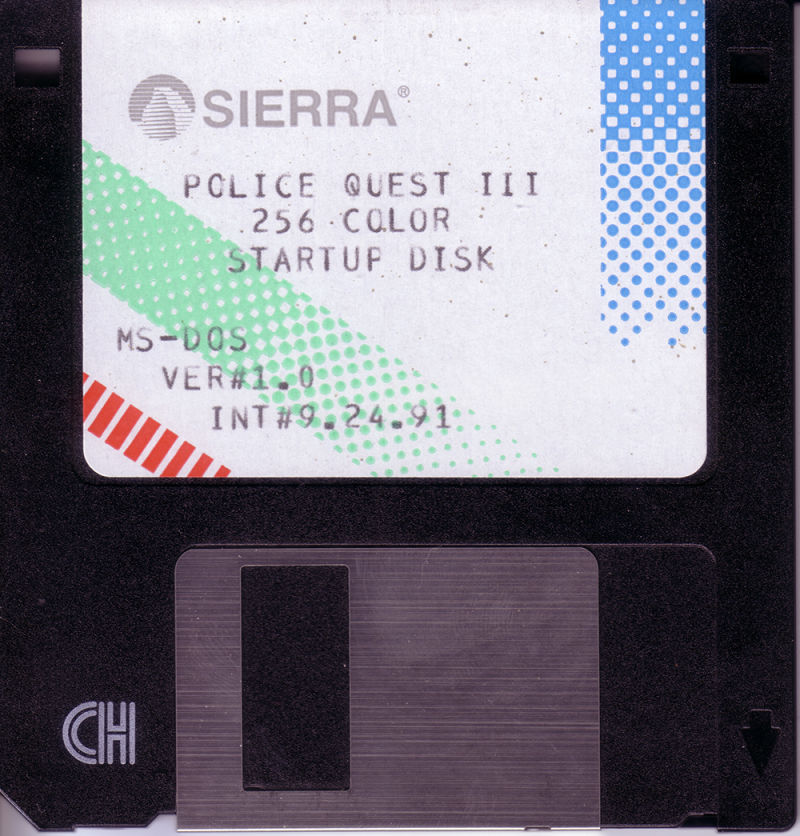 SIERRA®
POLICE QUEST III
256 COLOR
STARTUP DISK
MS-DOS
VER#1.0
INT#9.24.91
CH